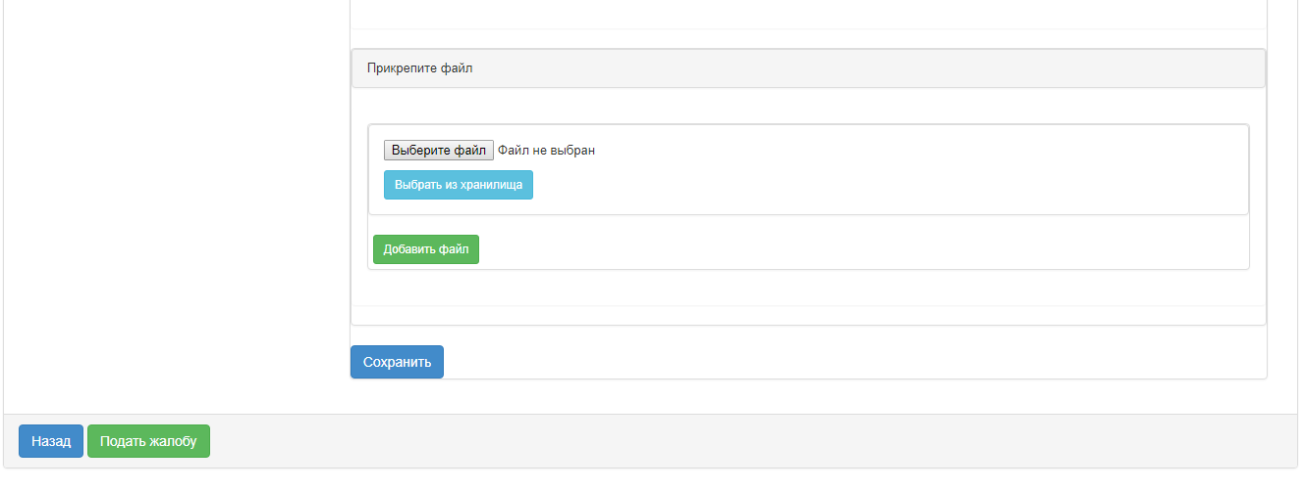 Прикрепите файл
Выберите файл Файл не выбран
Выбрать из хранилища
Добавить файл
Сохранить
Назад Подать жалобу